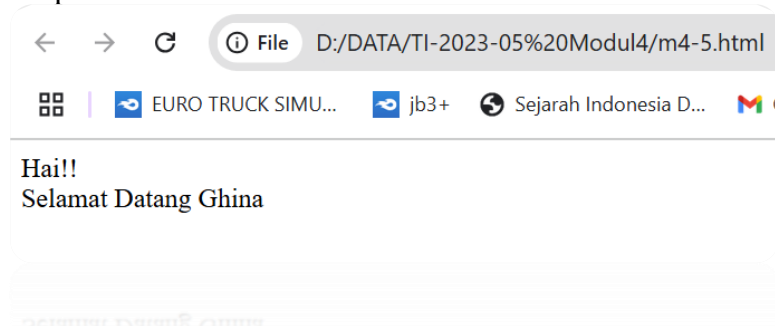 File D:/DATA/TI-2023-05%20Modul4/m4-5.html
EURO TRUCK SIMU... jb3+ Sejarah Indonesia D...
Hai!!
Selamat Datang Ghina